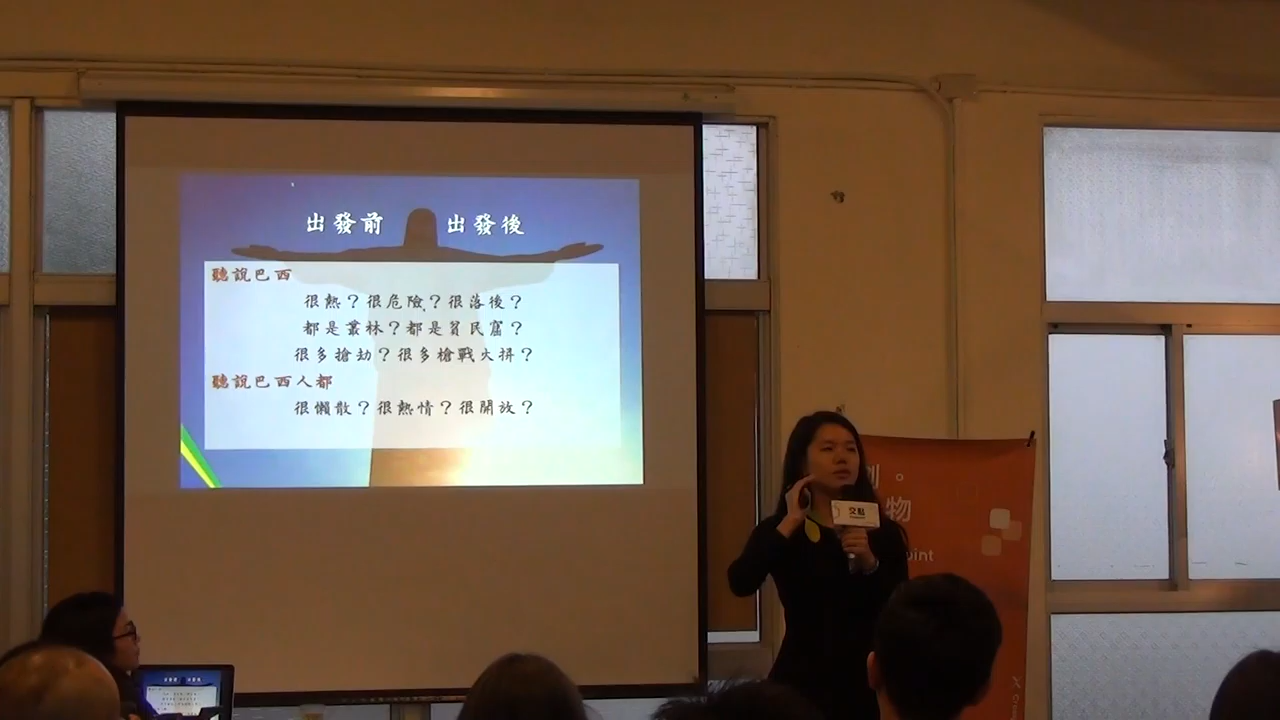 出發前 出發後
聽說巴西
很熱？很危險？很落後？
都是叢林？都是貧民窟？
很多搶劫？很多槍戰火拼？
聽說巴西人都
很懶散？很熱情？很開放？
交點
物
oint